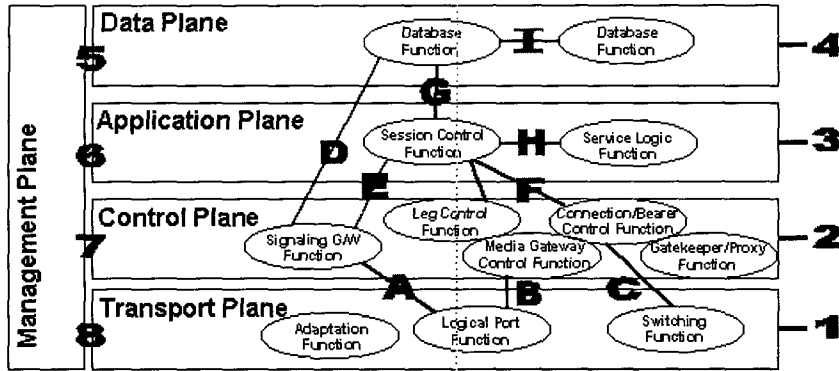 Management Plane
Data Plane
Database
Function
I
Database
Function
5
4
G
Application Plane
Session Control
Function
H
Service Logic
Function
6
3
D
E
F
Control Plane
Leg Control
Function
Connection/Bearer
Control Function
Signaling G/W
Function
Media Gateway
Control Function
Gatekeeper/Proxy
Function
7
2
A
B
C
Transport Plane
Adaptation
Function
Logical Port
Function
Switching
Function
8
1